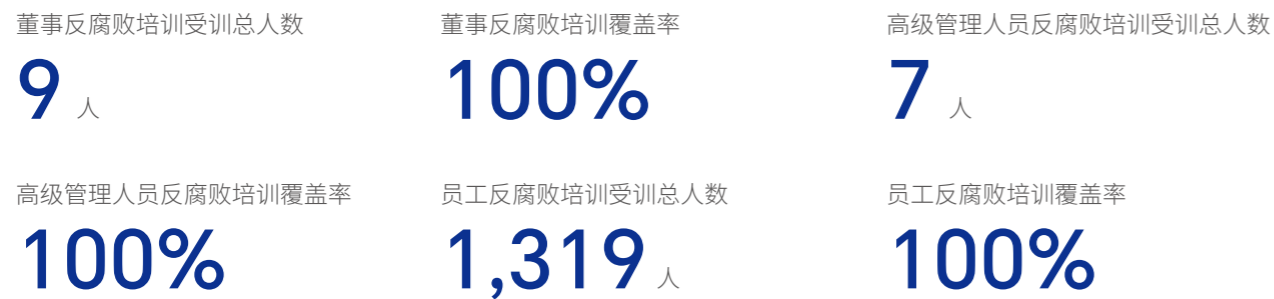 董事反腐败培训受训总人数
9 人
董事反腐败培训覆盖率
100%
高级管理人员反腐败培训受训总人数
7 人
高级管理人员反腐败培训覆盖率
100%
员工反腐败培训受训总人数
1,319 人
员工反腐败培训覆盖率
100%